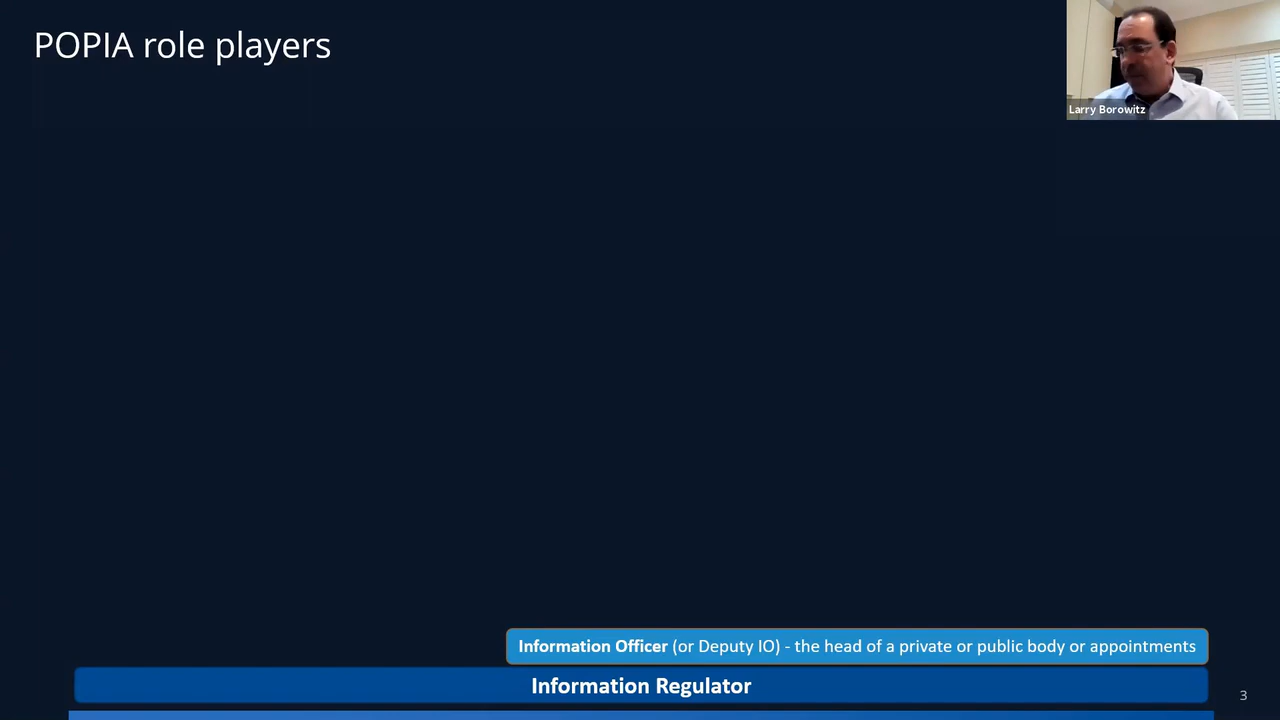 POPIA role players
Larry Borowitz
Information Officer (or Deputy IO) - the head of a private or public body or appointments
Information Regulator
3